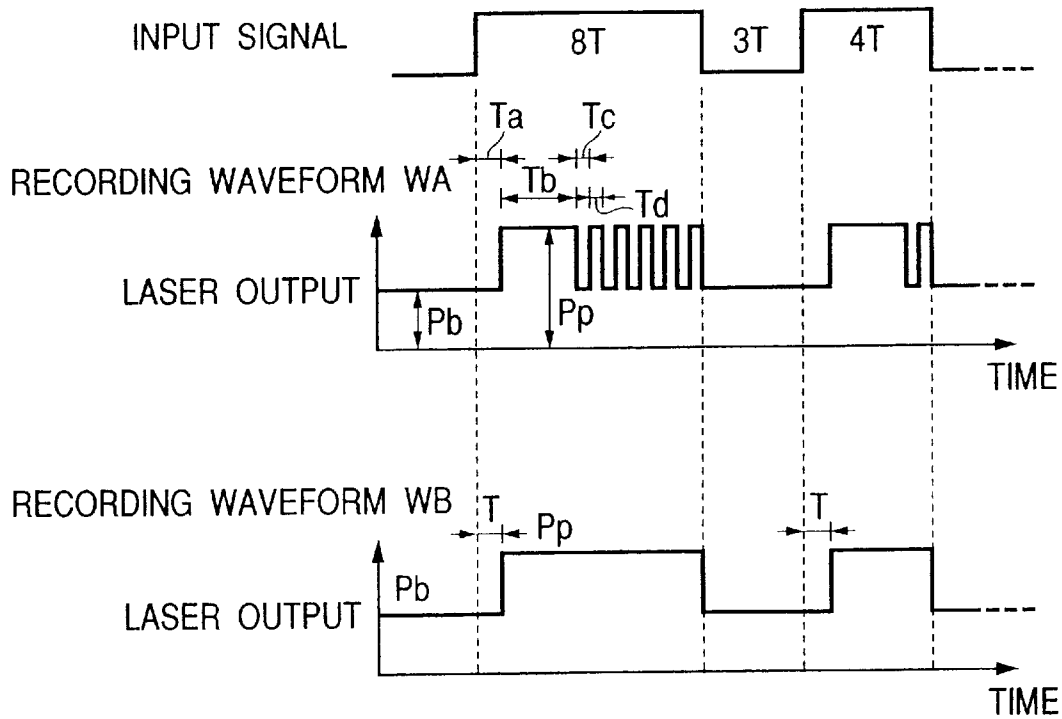 INPUT SIGNAL
8T
3T
4T
Ta
Tc
RECORDING WAVEFORM WA
Tb
Td
LASER OUTPUT
Pb
Pp
TIME
RECORDING WAVEFORM WB
T
Pp
T
Pb
LASER OUTPUT
TIME